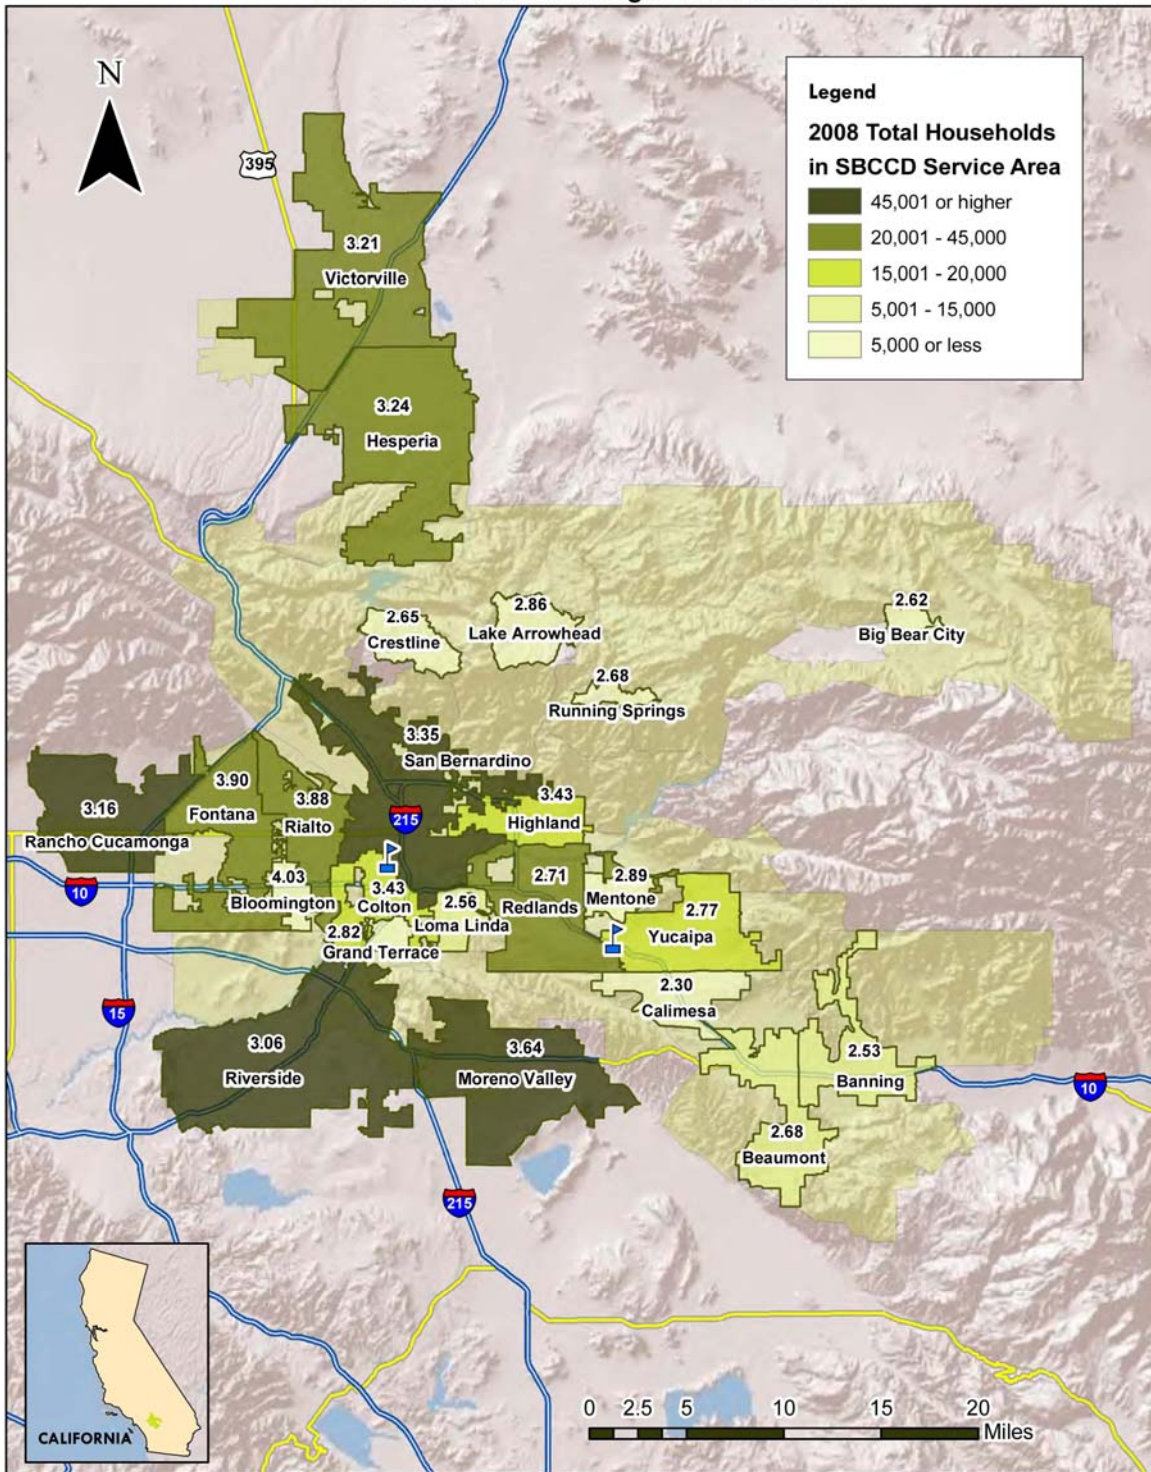 N
395
Legend
2008 Total Households
in SBCCD Service Area
45,001 or higher
20,001 - 45,000
15,001 - 20,000
5,001 - 15,000
5,000 or less
3.21
Victorville
3.24
Hesperia
2.65
Crestline
2.86
Lake Arrowhead
2.62
Big Bear City
2.68
Running Springs
3.35
San Bernardino
3.16
Rancho Cucamonga
3.90
Fontana
3.88
Rialto
215
3.43
Highland
10
4.03
Bloomington
3.43
Colton
2.56
Loma Linda
2.71
Redlands
2.89
Mentone
2.77
Yucaipa
2.82
Grand Terrace
2.30
Calimesa
15
3.06
Riverside
3.64
Moreno Valley
2.53
Banning
10
2.68
Beaumont
215
CALIFORNIA
0 2.5 5 10 15 20
Miles